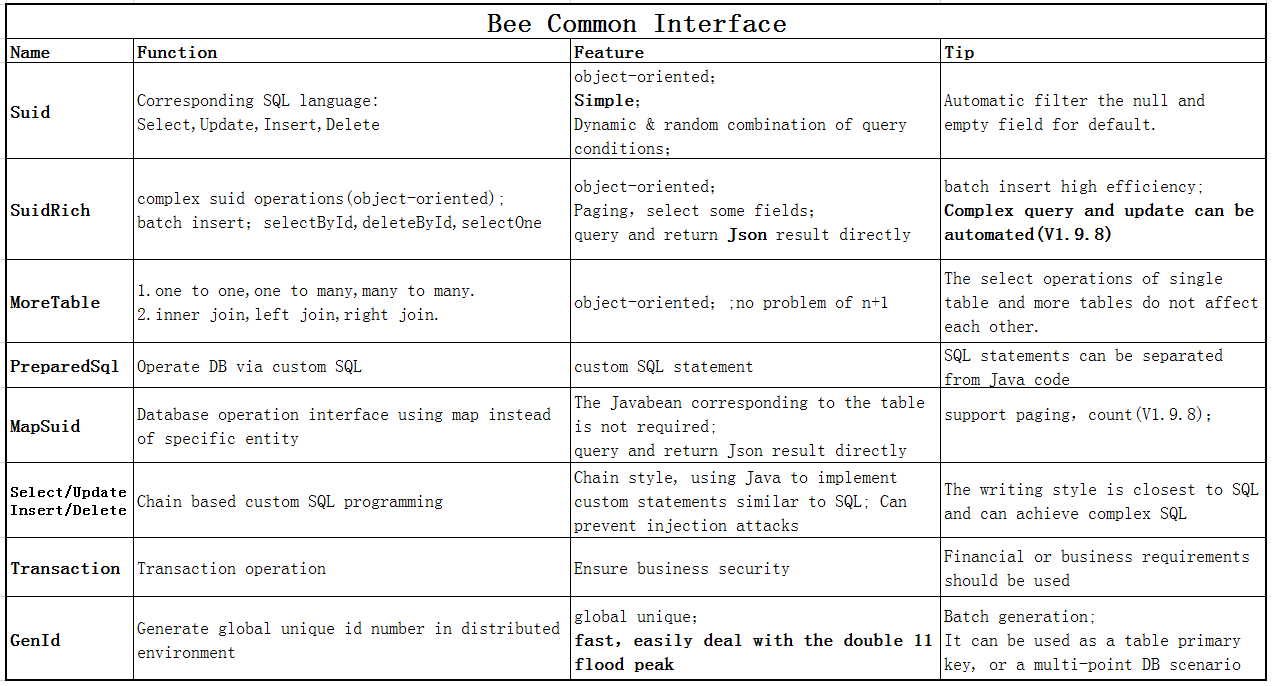 Bee Common Interface
Name Function Feature Tip
Suid
Corresponding SQL language:
Select,Update,Insert,Delete
object-oriented;
Simple;
Dynamic & random combination of query
conditions;
Automatic filter the null and
empty field for default.
SuidRich
complex suid operations(object-oriented);
batch insert; selectById,deleteById,selectOne
object-oriented;
Paging, select some fields;
query and return Json result directly
batch insert high efficiency;
Complex query and update can be
automated(V1.9.8)
MoreTable
1.one to one,one to many,many to many.
2.inner join,left join,right join.
object-oriented; ;no problem of n+1
The select operations of single
table and more tables do not affect
each other.
PreparedSql
Operate DB via custom SQL
custom SQL statement
SQL statements can be separated
from Java code
MapSuid
Database operation interface using map instead
of specific entity
The Javabean corresponding to the table
is not required;
query and return Json result directly
support paging, count(V1.9.8);
Select/Update
Insert/Delete
Chain based custom SQL programming
Chain style, using Java to implement
custom statements similar to SQL; Can
prevent injection attacks
The writing style is closest to SQL
and can achieve complex SQL
Transaction
Transaction operation
Ensure business security
Financial or business requirements
should be used
GenId
Generate global unique id number in distributed
environment
global unique;
fast, easily deal with the double 11
flood peak
Batch generation;
It can be used as a table primary
key, or a multi-point DB scenario